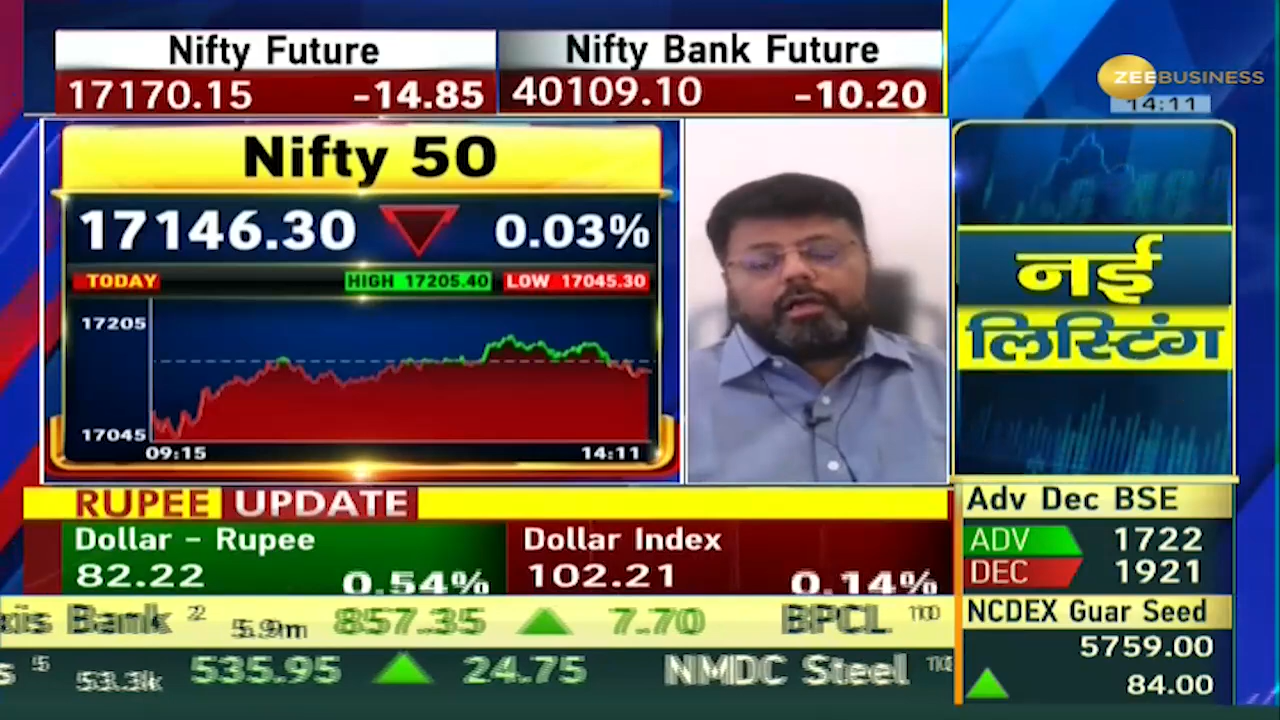 Nifty Future
Nifty Bank Future
17170.15 -14.85
40109.10 -10.20
ZEEBUSINESS
14:11
Nifty 50
17146.30 0.03%
TODAY HIGH 17205.40 LOW 17045.30
17205
17045
09:15 14:11
नई
लिस्टिंग
RUPEE UPDATE
Dollar - Rupee
82.22 0.54%
Dollar Index
102.21 0.14%
Adv Dec BSE
ADV 1722
DEC 1921
NCDEX Guar Seed
5759.00
84.00
Bank 857.35 7.70 BPCL
535.95 24.75 NMDC Steel